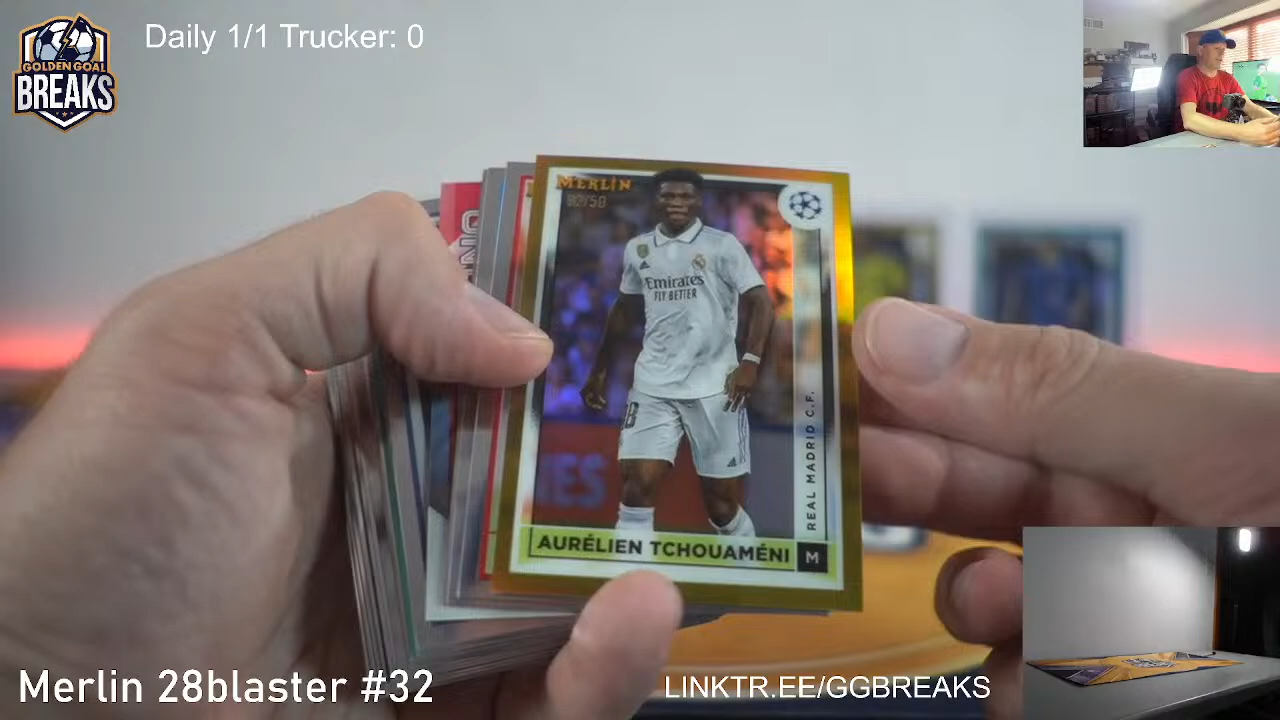 GOLDEN GOAL
BREAKS
Daily 1/1 Trucker: 0
MERLIN
/50
Emirates
FLY BETTER
REAL MADRID C.F.
AURÉLIEN TCHOUAMÉNI
M
Merlin 28blaster #32
LINKTR.EE/GGBREAKS